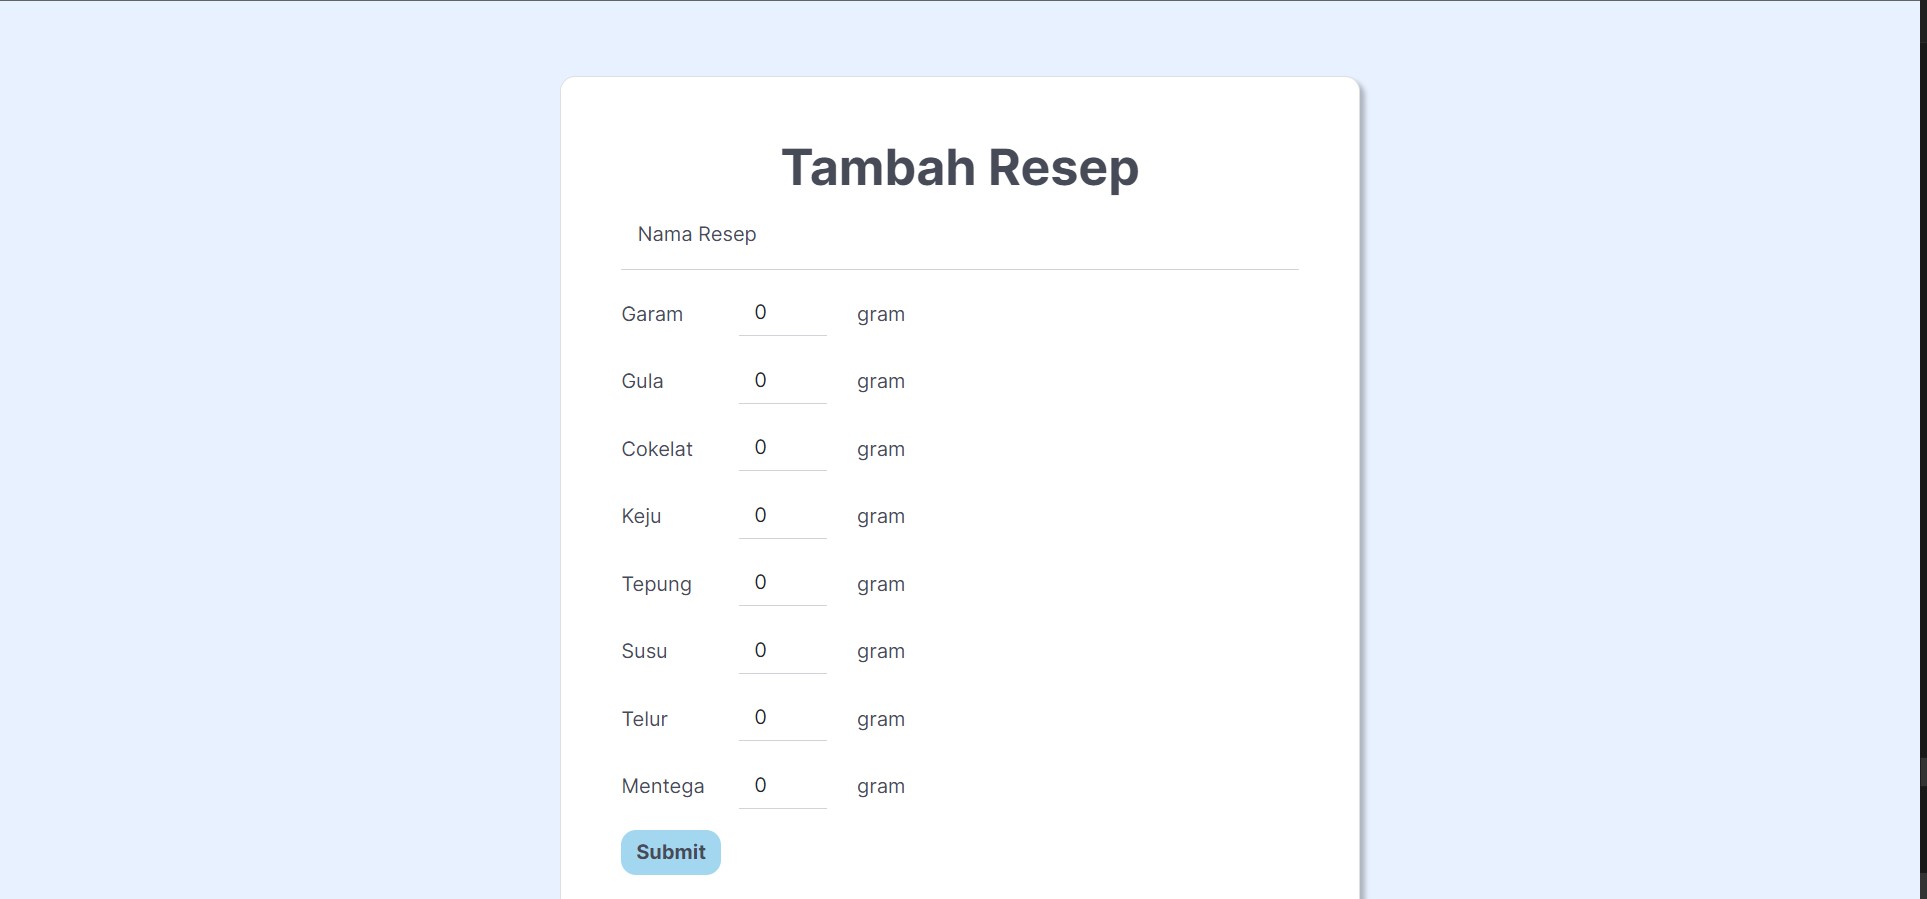 Tambah Resep
Nama Resep
Garam 0 gram
Gula 0 gram
Cokelat 0 gram
Keju 0 gram
Tepung 0 gram
Susu 0 gram
Telur 0 gram
Mentega 0 gram
Submit